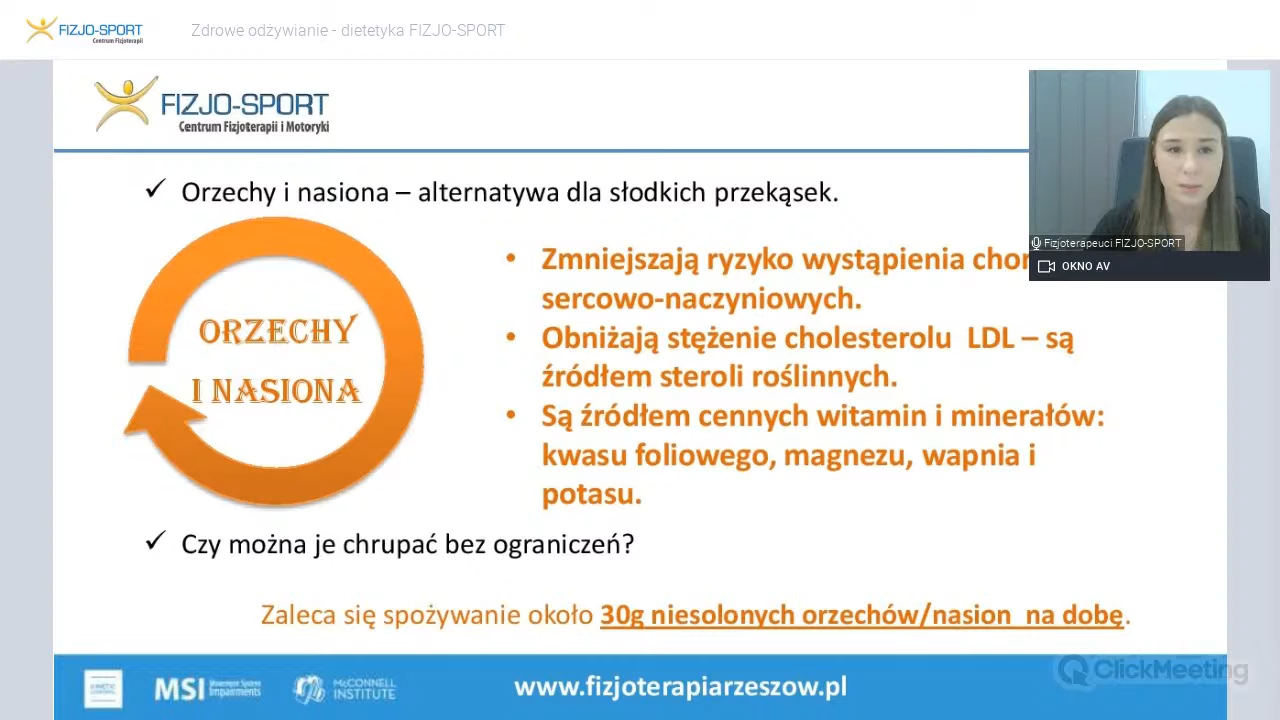 FIZJO-SPORT
Centrum Fizjoterapii
Zdrowe odżywianie - dietetyka FIZJO-SPORT
FIZJO-SPORT
Centrum Fizjoterapii i Motoryki
Fizjoterapeuci FIZJO-SPORT
OKNO AV
✓ Orzechy i nasiona – alternatywa dla słodkich przekąsek.
ORZECHY
I NASIONA
• Zmniejszają ryzyko wystąpienia
sercowo-naczyniowych.
• Obniżają stężenie cholesterolu LDL – są
źródłem steroli roślinnych.
• Są źródłem cennych witamin i minerałów:
kwasu foliowego, magnezu, wapnia i
potasu.
✓ Czy można je chrupać bez ograniczeń?
Zaleca się spożywanie około 30g niesolonych orzechów/nasion na dobę.
MSI Movement System
Impairments
McCONNELL
INSTITUTE
www.fizjoterapiarzeszow.pl
ClickMeeting